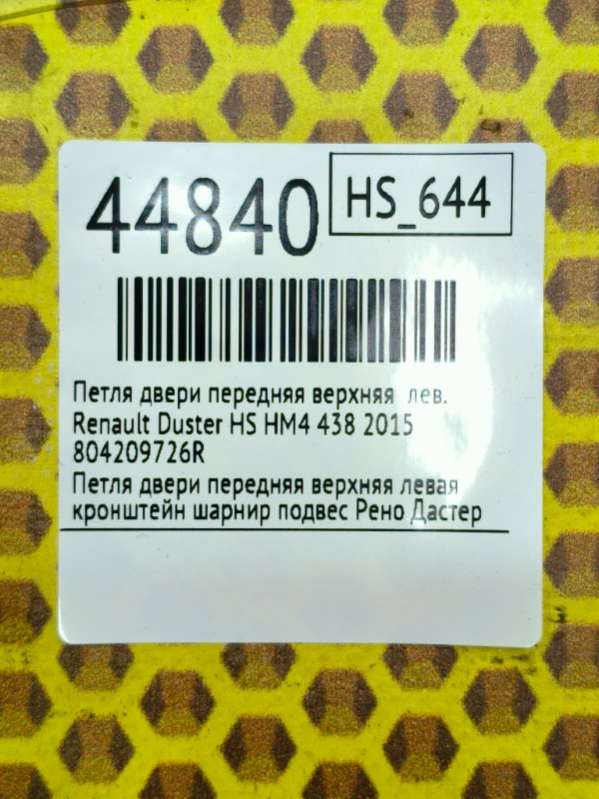 44840
HS_644
Петля двери передняя верхняя лев.
Renault Duster HS HM4 438 2015
804209726R
Петля двери передняя верхняя левая
кронштейн шарнир подвес Рено Дастер